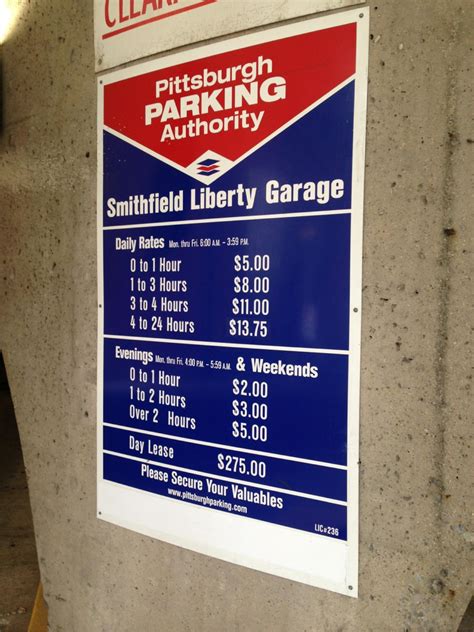 Pittsburgh
PARKING
Authority
Smithfield Liberty Garage
Daily Rates Mon. thru Fri. 6:00 A.M. - 3:59 P.M.
0 to 1 Hour $5.00
1 to 3 Hours $8.00
3 to 4 Hours $11.00
4 to 24 Hours $13.75
Evenings Mon. thru Fri. 4:00 P.M. - 5:59 A.M. & Weekends
0 to 1 Hour $2.00
1 to 2 Hours $3.00
Over 2 Hours $5.00
Day Lease $275.00
Please Secure Your Valuables
www.pittsburghparking.com
LIC#236